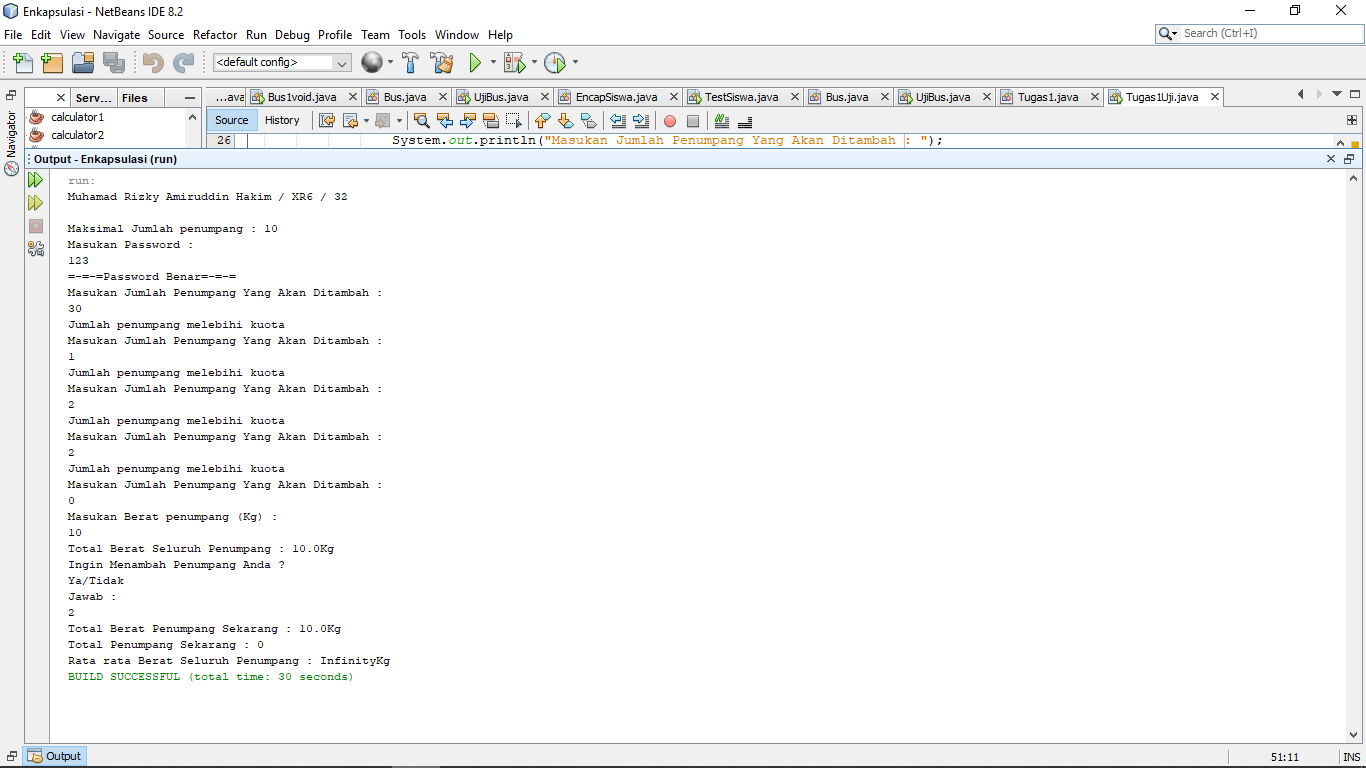 Enkapsulasi - NetBeans IDE 8.2
File Edit View Navigate Source Refactor Run Debug Profile Team Tools Window Help
Search (Ctrl+I)
<default config>
Serv... Files
...ava Bus1void.java Bus.java UjiBus.java EncapSiswa.java TestSiswa.java Bus.java UjiBus.java Tugas1.java Tugas1Uji.java
Navigator
calculator1
calculator2
Source History
26 System.out.println("Masukan Jumlah Penumpang Yang Akan Ditambah : ");
Output - Enkapsulasi (run)
run:
Muhamad Rizky Amiruddin Hakim / XR6 / 32
Maksimal Jumlah penumpang : 10
Masukan Password :
123
=-=-=Password Benar=-=-=
Masukan Jumlah Penumpang Yang Akan Ditambah :
30
Jumlah penumpang melebihi kuota
Masukan Jumlah Penumpang Yang Akan Ditambah :
1
Jumlah penumpang melebihi kuota
Masukan Jumlah Penumpang Yang Akan Ditambah :
2
Jumlah penumpang melebihi kuota
Masukan Jumlah Penumpang Yang Akan Ditambah :
2
Jumlah penumpang melebihi kuota
Masukan Jumlah Penumpang Yang Akan Ditambah :
0
Masukan Berat penumpang (Kg) :
10
Total Berat Seluruh Penumpang : 10.0Kg
Ingin Menambah Penumpang Anda ?
Ya/Tidak
Jawab :
2
Total Berat Penumpang Sekarang : 10.0Kg
Total Penumpang Sekarang : 0
Rata rata Berat Seluruh Penumpang : InfinityKg
BUILD SUCCESSFUL (total time: 30 seconds)
Output
51:11 INS